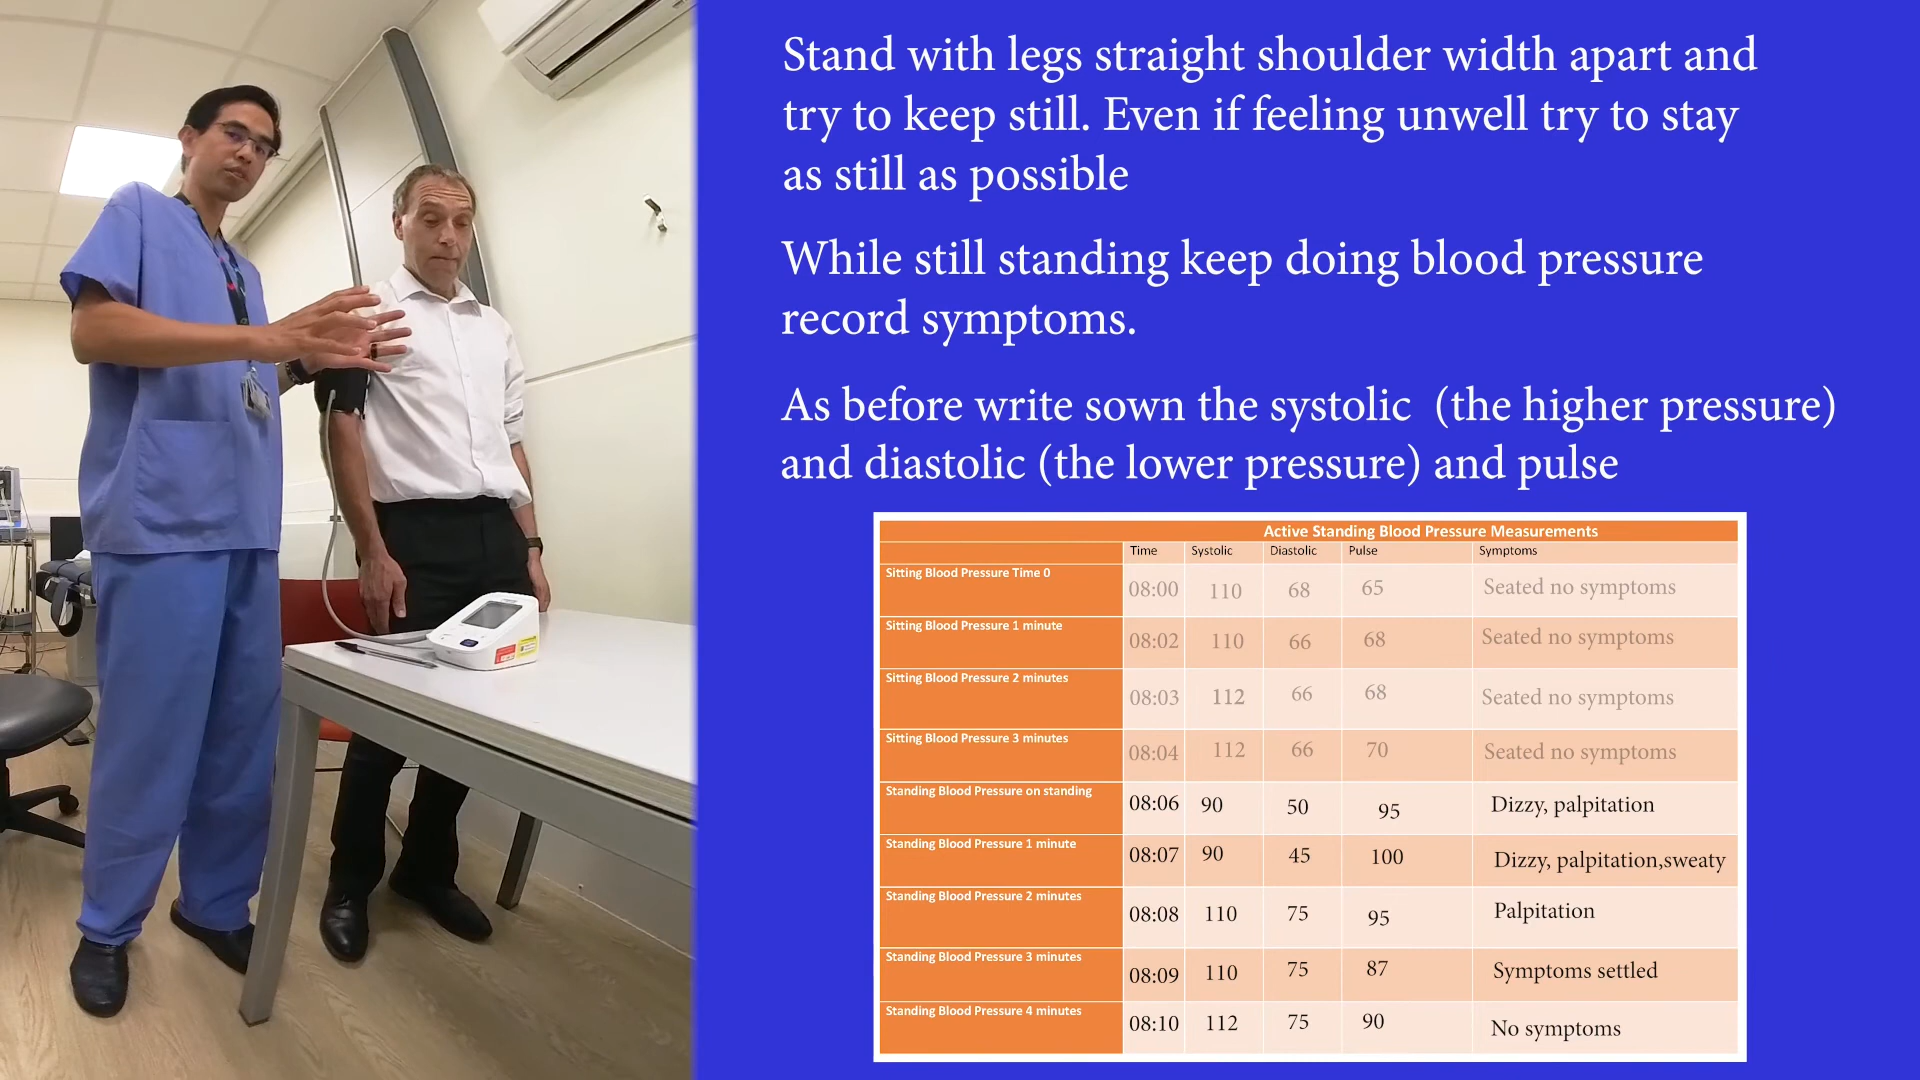 Stand with legs straight shoulder width apart and
try to keep still. Even if feeling unwell try to stay
as still as possible
While still standing keep doing blood pressure
record symptoms.
As before write sown the systolic  (the higher pressure)
and diastolic (the lower pressure) and pulse
Active Standing Blood Pressure Measurements
Time Systolic Diastolic Pulse Symptoms
Sitting Blood Pressure Time 0 08:00 110 68 65 Seated no symptoms
Sitting Blood Pressure 1 minute 08:02 110 66 68 Seated no symptoms
Sitting Blood Pressure 2 minutes 08:03 112 66 68 Seated no symptoms
Sitting Blood Pressure 3 minutes 08:04 112 66 70 Seated no symptoms
Standing Blood Pressure on standing 08:06 90 50 95 Dizzy, palpitation
Standing Blood Pressure 1 minute 08:07 90 45 100 Dizzy, palpitation,sweaty
Standing Blood Pressure 2 minutes 08:08 110 75 95 Palpitation
Standing Blood Pressure 3 minutes 08:09 110 75 87 Symptoms settled
Standing Blood Pressure 4 minutes 08:10 112 75 90 No symptoms